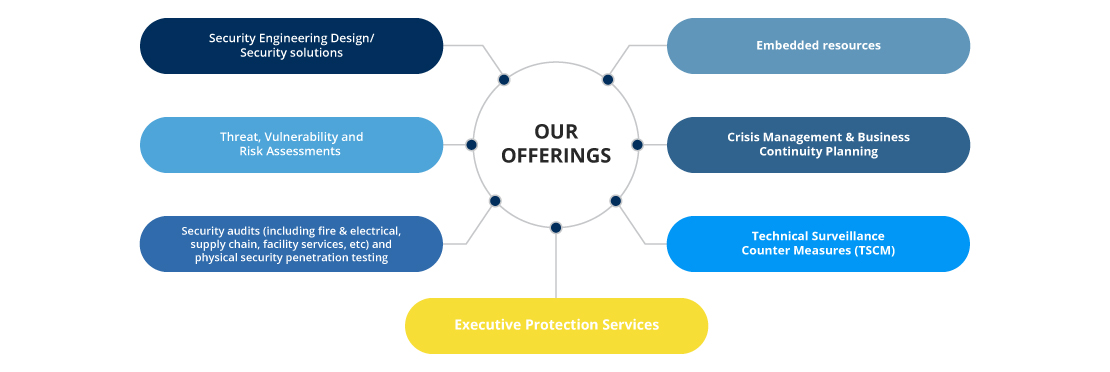 Security Engineering Design/
Security solutions
Embedded resources
OUR
OFFERINGS
Threat, Vulnerability and
Risk Assessments
Crisis Management & Business
Continuity Planning
Security audits (including fire & electrical,
supply chain, facility services, etc) and
physical security penetration testing
Technical Surveillance
Counter Measures (TSCM)
Executive Protection Services